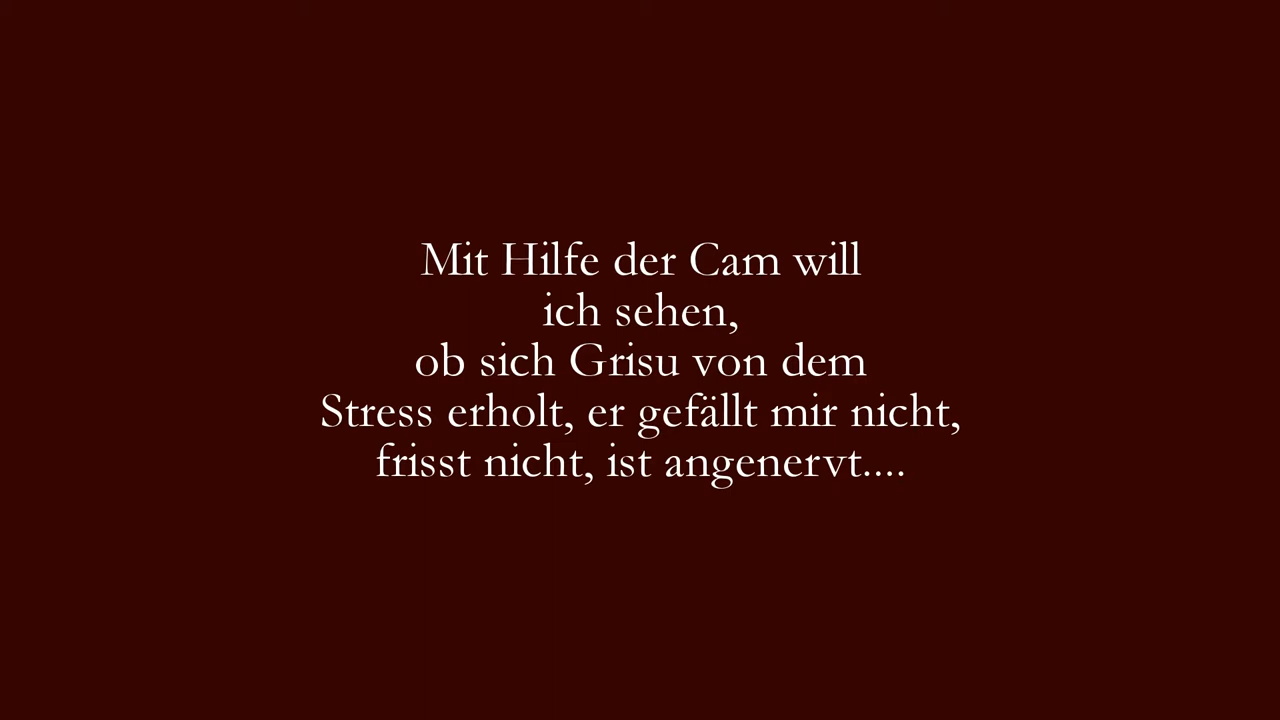 Mit Hilfe der Cam will
ich sehen,
ob sich Grisu von dem
Stress erholt, er gefällt mir nicht,
frisst nicht, ist angenervt....